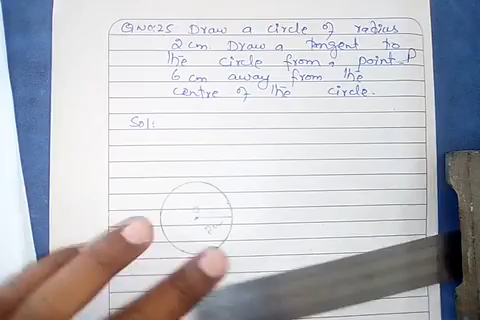 QNo:25 Draw a circle of radius
2 cm. Draw a tangent to
the circle from a point P
6 cm away from the
centre of the circle.
Sol: